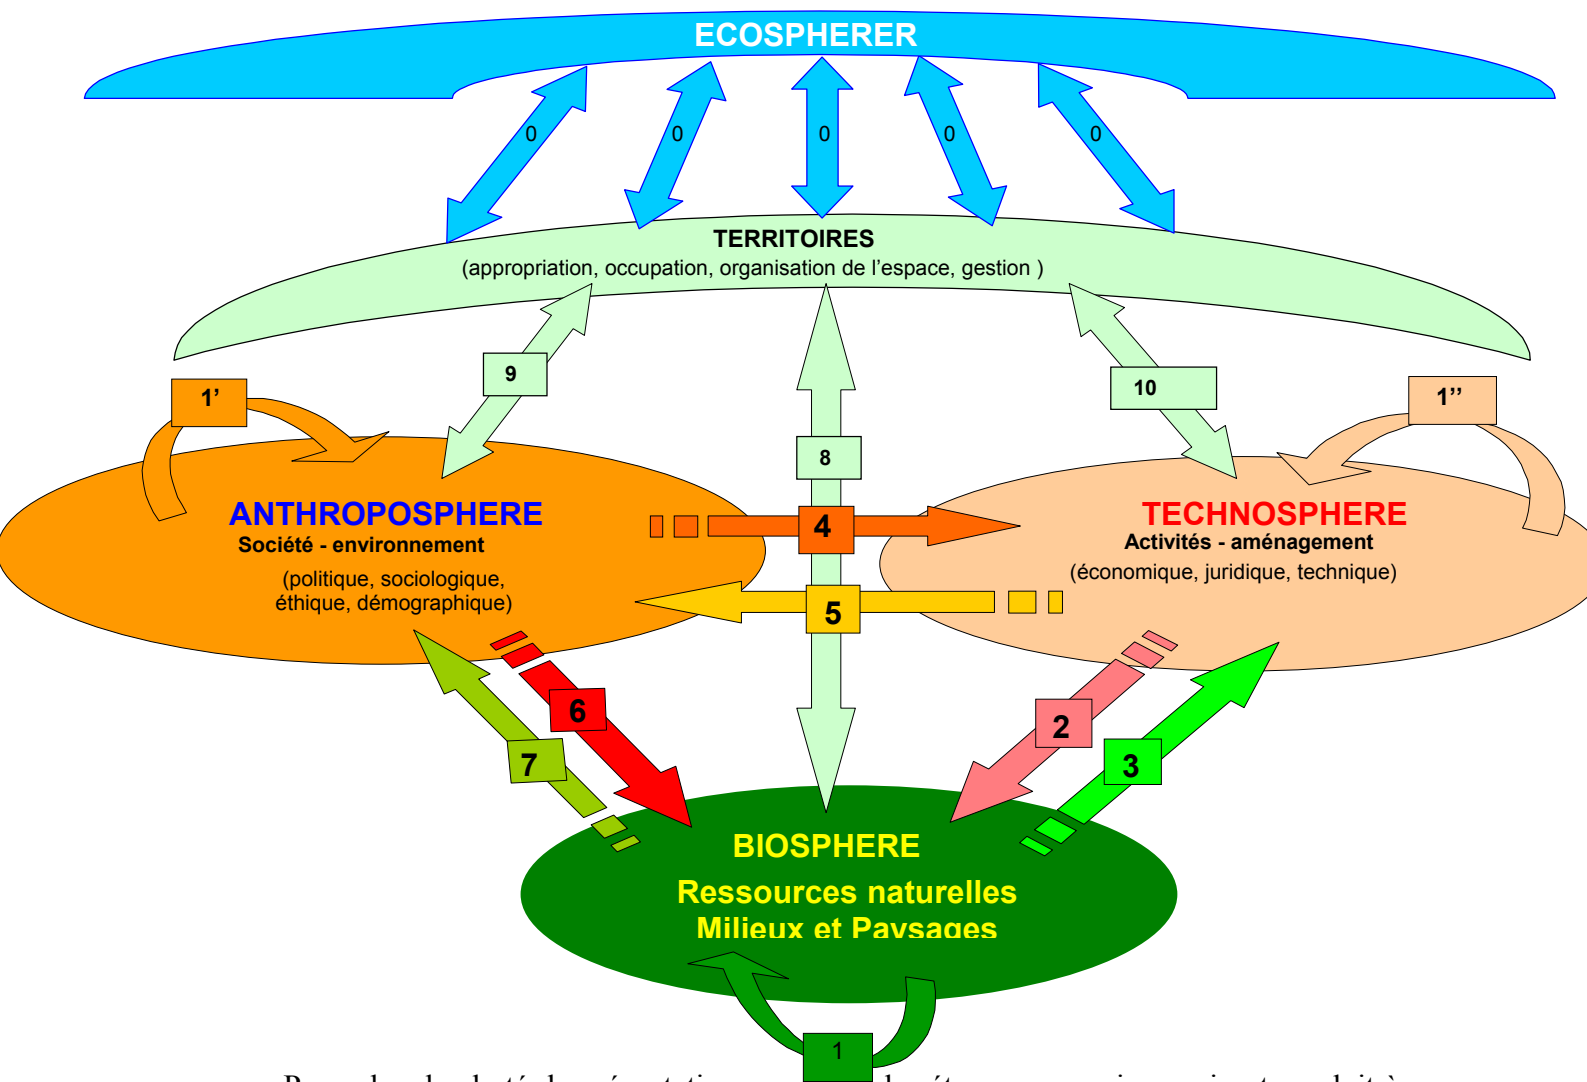 ECOSPHERER
0 0 0 0 0
TERRITOIRES
(appropriation, occupation, organisation de l’espace, gestion )
9
10
1’
1’’
8
ANTHROPOSPHERE
Société - environnement
(politique, sociologique,
éthique, démographique)
4
TECHNOSPHERE
Activités - aménagement
(économique, juridique, technique)
5
6
2
7
3
BIOSPHERE
Ressources naturelles
Milieux et Paysages
1